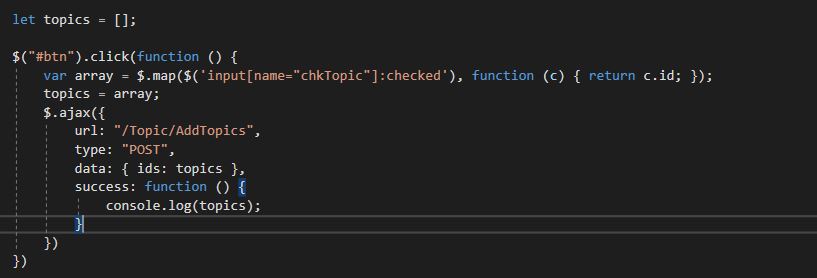 let topics = [];
$("#btn").click(function () {
var array = $.map($('input[name="chkTopic"]:checked'), function (c) { return c.id; });
topics = array;
$.ajax({
url: "/Topic/AddTopics",
type: "POST",
data: { ids: topics },
success: function () {
console.log(topics);
}
})
})